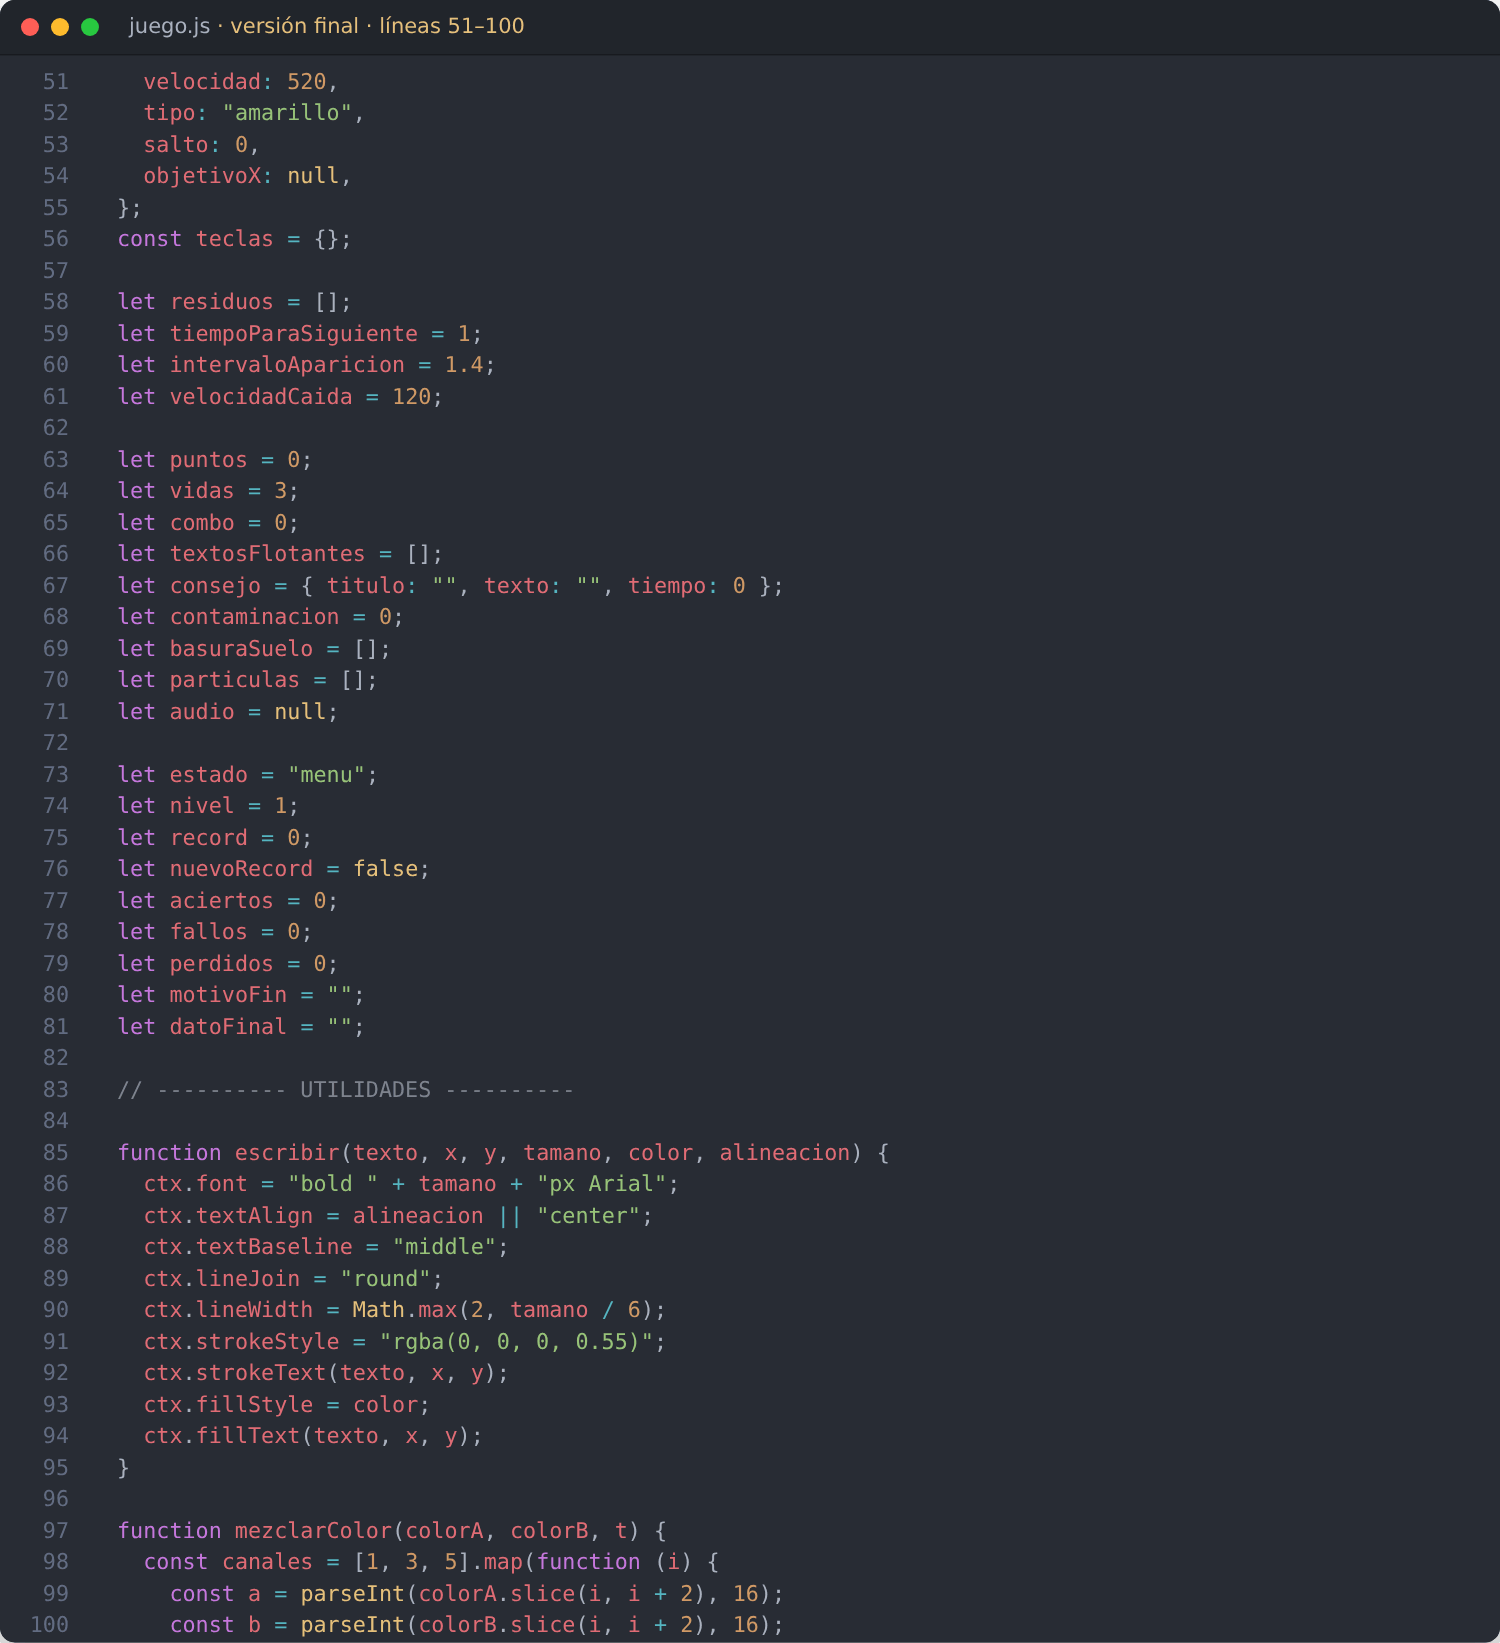 juego.js · versión final · líneas 51–100
51 velocidad: 520,
52 tipo: "amarillo",
53 salto: 0,
54 objetivoX: null,
55 };
56 const teclas = {};
57
58 let residuos = [];
59 let tiempoParaSiguiente = 1;
60 let intervaloAparicion = 1.4;
61 let velocidadCaida = 120;
62
63 let puntos = 0;
64 let vidas = 3;
65 let combo = 0;
66 let textosFlotantes = [];
67 let consejo = { titulo: "", texto: "", tiempo: 0 };
68 let contaminacion = 0;
69 let basuraSuelo = [];
70 let particulas = [];
71 let audio = null;
72
73 let estado = "menu";
74 let nivel = 1;
75 let record = 0;
76 let nuevoRecord = false;
77 let aciertos = 0;
78 let fallos = 0;
79 let perdidos = 0;
80 let motivoFin = "";
81 let datoFinal = "";
82
83 // ---------- UTILIDADES ----------
84
85 function escribir(texto, x, y, tamano, color, alineacion) {
86 ctx.font = "bold " + tamano + "px Arial";
87 ctx.textAlign = alineacion || "center";
88 ctx.textBaseline = "middle";
89 ctx.lineJoin = "round";
90 ctx.lineWidth = Math.max(2, tamano / 6);
91 ctx.strokeStyle = "rgba(0, 0, 0, 0.55)";
92 ctx.strokeText(texto, x, y);
93 ctx.fillStyle = color;
94 ctx.fillText(texto, x, y);
95 }
96
97 function mezclarColor(colorA, colorB, t) {
98 const canales = [1, 3, 5].map(function (i) {
99 const a = parseInt(colorA.slice(i, i + 2), 16);
100 const b = parseInt(colorB.slice(i, i + 2), 16);